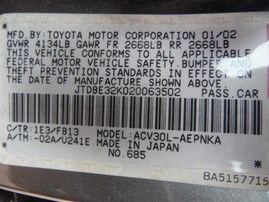 MFD.BY:TOYOTA MOTOR CORPORATION 01/02
GVWR 4134LB GAWR FR 2668LB RR 2668LB
THIS VEHICLE CONFORMS TO ALL APPLICABLE
FEDERAL MOTOR VEHICLE SAFETY,BUMPER,AND
THEFT PREVENTION STANDARDS IN EFFECT ON THE
DATE OF MANUFACTURE SHOWN ABOVE.
JTDBE32K020063502 PASS.CAR
C/TR:1E3/FB13 MODEL:ACV30L-AEPNKA
A/TM:-02A/U241E MADE IN JAPAN
NO.685
BA5157715